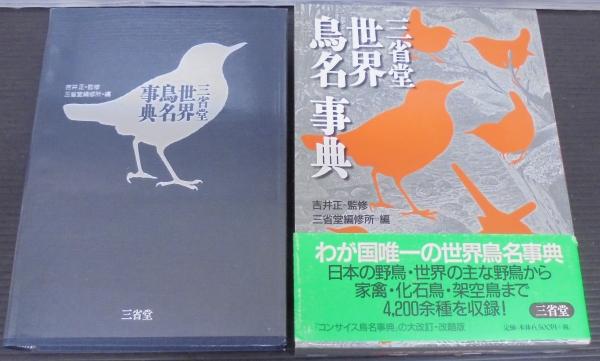 吉井正・監修
三省堂編修所・編
三省堂
世界
鳥名
事典
三省堂
三省堂
世界
鳥名事典
吉井正・監修
三省堂編修所・編
わが国唯一の世界鳥名事典
日本の野鳥・世界の主な野鳥から
家禽・化石鳥・架空鳥まで
4,200余種を収録!
『コンサイス鳥名事典』の大改訂・改題版
三省堂